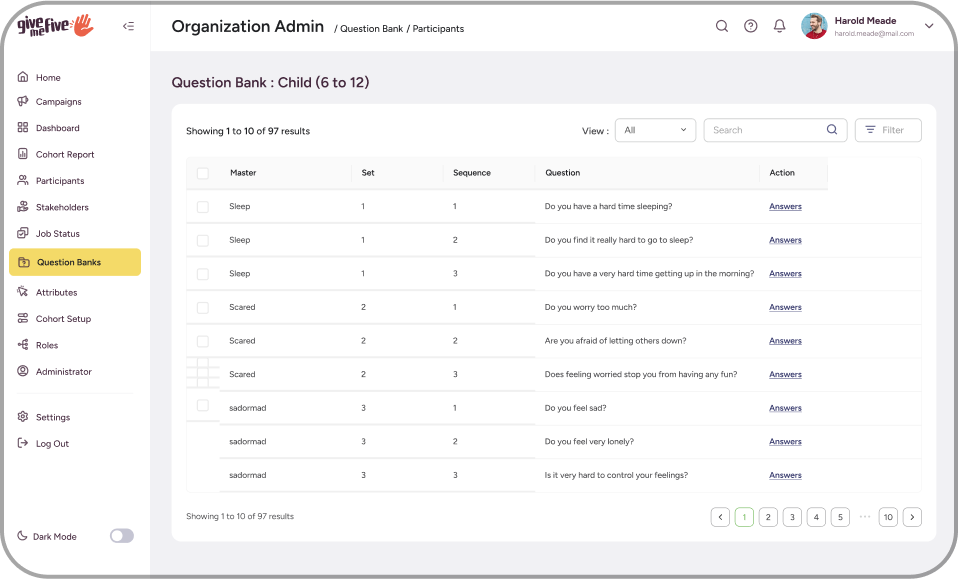 give me five
Organization Admin / Question Bank / Participants
Harold Meade
harold.meade@mail.com
Home
Campaigns
Dashboard
Cohort Report
Participants
Stakeholders
Job Status
Question Banks
Attributes
Cohort Setup
Roles
Administrator
Settings
Log Out
Dark Mode
Question Bank : Child (6 to 12)
Showing 1 to 10 of 97 results
View : All Search Filter
Master Set Sequence Question Action
Sleep 1 1 Do you have a hard time sleeping? Answers
Sleep 1 2 Do you find it really hard to go to sleep? Answers
Sleep 1 3 Do you have a very hard time getting up in the morning? Answers
Scared 2 1 Do you worry too much? Answers
Scared 2 2 Are you afraid of letting others down? Answers
Scared 2 3 Does feeling worried stop you from having any fun? Answers
sadormad 3 1 Do you feel sad? Answers
sadormad 3 2 Do you feel very lonely? Answers
sadormad 3 3 Is it very hard to control your feelings? Answers
Showing 1 to 10 of 97 results
1 2 3 4 5 ... 10